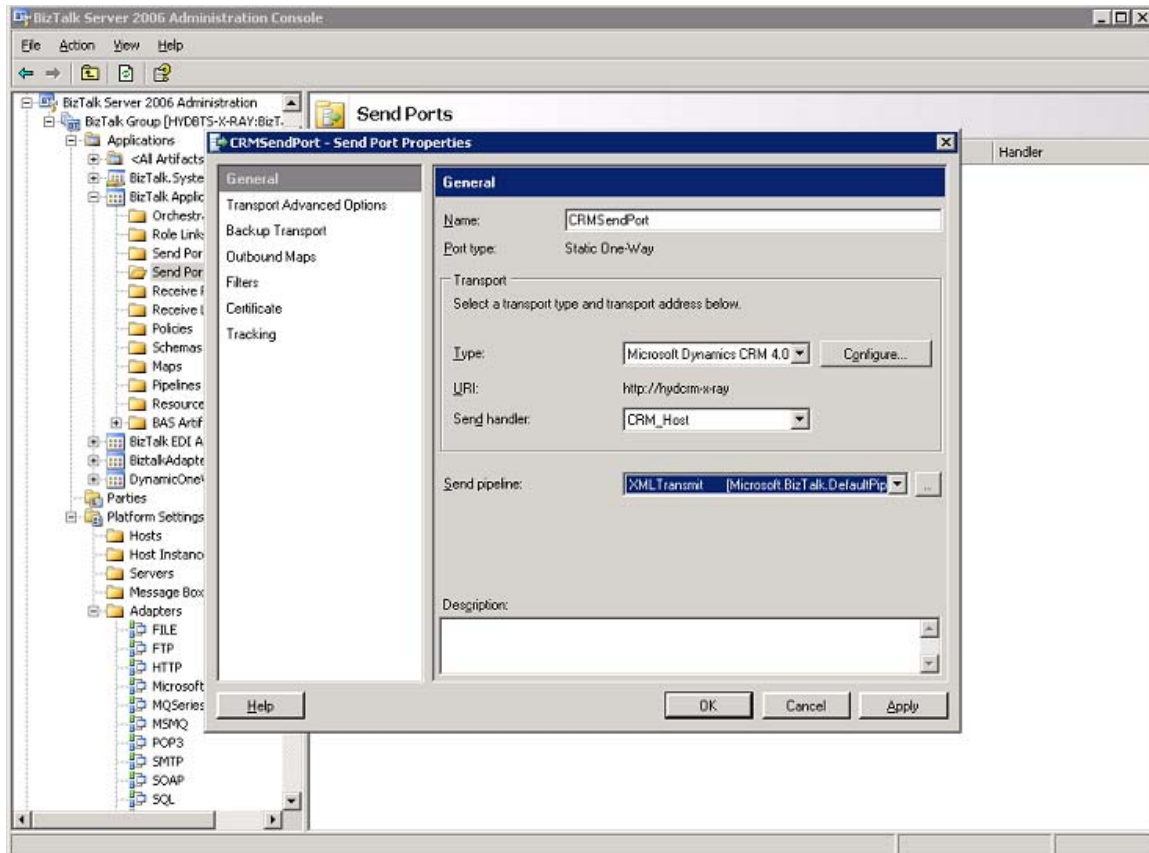 BizTalk Server 2006 Administration Console
File Action View Help
BizTalk Server 2006 Administration
BizTalk Group [HYDBTS-X-RAY:BizT
Applications
<All Artifacts
BizTalk.Syste
BizTalk Applic
Orchestr
Role Link
Send Por
Send Por
Receive P
Receive L
Policies
Schemas
Maps
Pipelines
Resource
BAS Artif
BizTalk EDI A
BiztalkAdapte
DynamicOneW
Parties
Platform Settings
Hosts
Host Instanc
Servers
Message Box
Adapters
FILE
FTP
HTTP
Microsoft
MQSeries
MSMQ
POP3
SMTP
SOAP
SQL
Send Ports
Handler
CRMSendPort - Send Port Properties
General
Transport Advanced Options
Backup Transport
Outbound Maps
Filters
Certificate
Tracking
General
Name: CRMSendPort
Port type: Static One-Way
Transport
Select a transport type and transport address below.
Type: Microsoft Dynamics CRM 4.0 Configure...
URI: http://hydcrm-x-ray
Send handler: CRM_Host
Send pipeline: XMLTransmit [Microsoft.BizTalk.DefaultPip ...
Description:
Help OK Cancel Apply